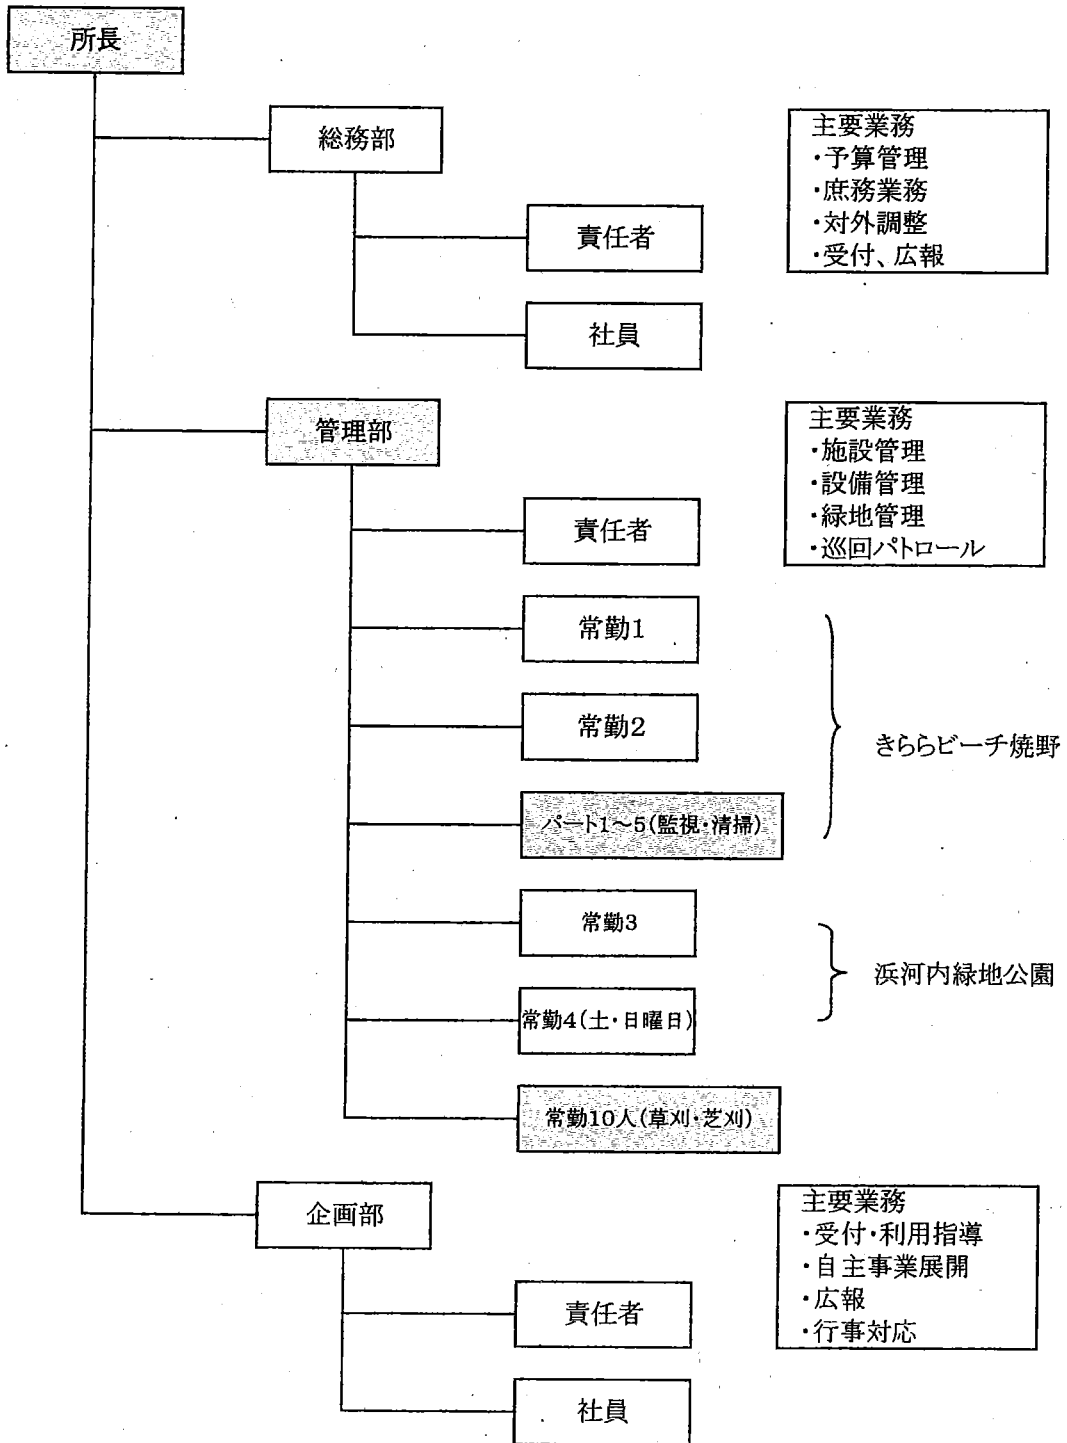 所長
総務部
主要業務
・予算管理
・庶務業務
・対外調整
・受付、広報
責任者
社員
管理部
主要業務
・施設管理
・設備管理
・緑地管理
・巡回パトロール
責任者
常勤1
常勤2
パート1～5(監視・清掃)
きららビーチ焼野
常勤3
常勤4(土・日曜日)
浜河内緑地公園
常勤10人(草刈・芝刈)
企画部
主要業務
・受付・利用指導
・自主事業展開
・広報
・行事対応
責任者
社員